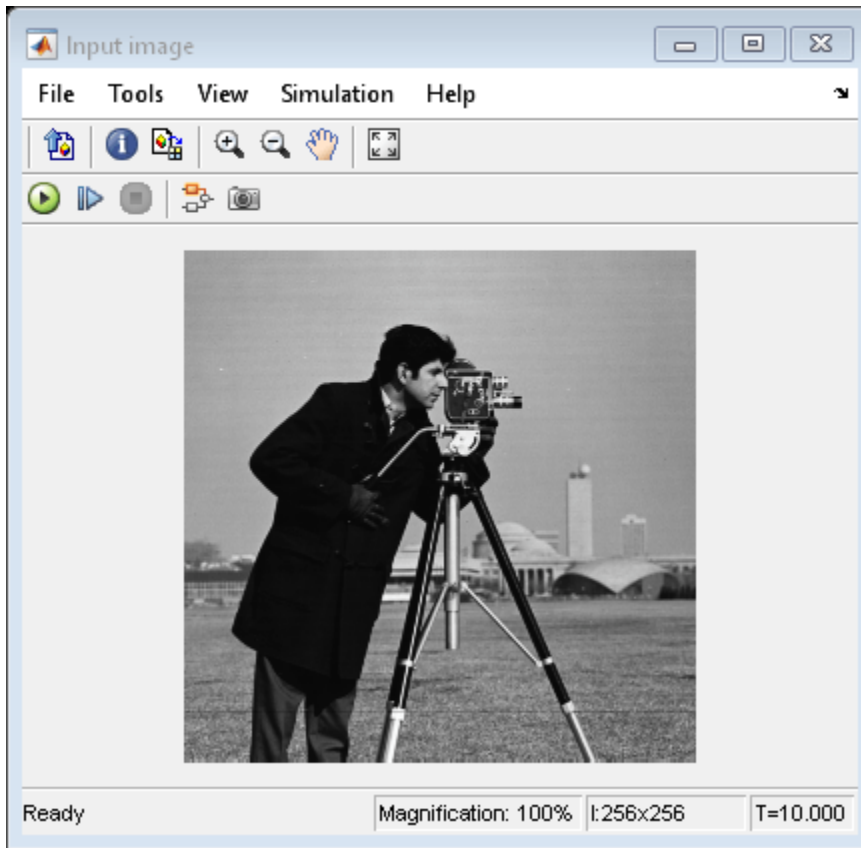 Input image
File Tools View Simulation Help
Ready Magnification: 100% I:256x256 T=10.000